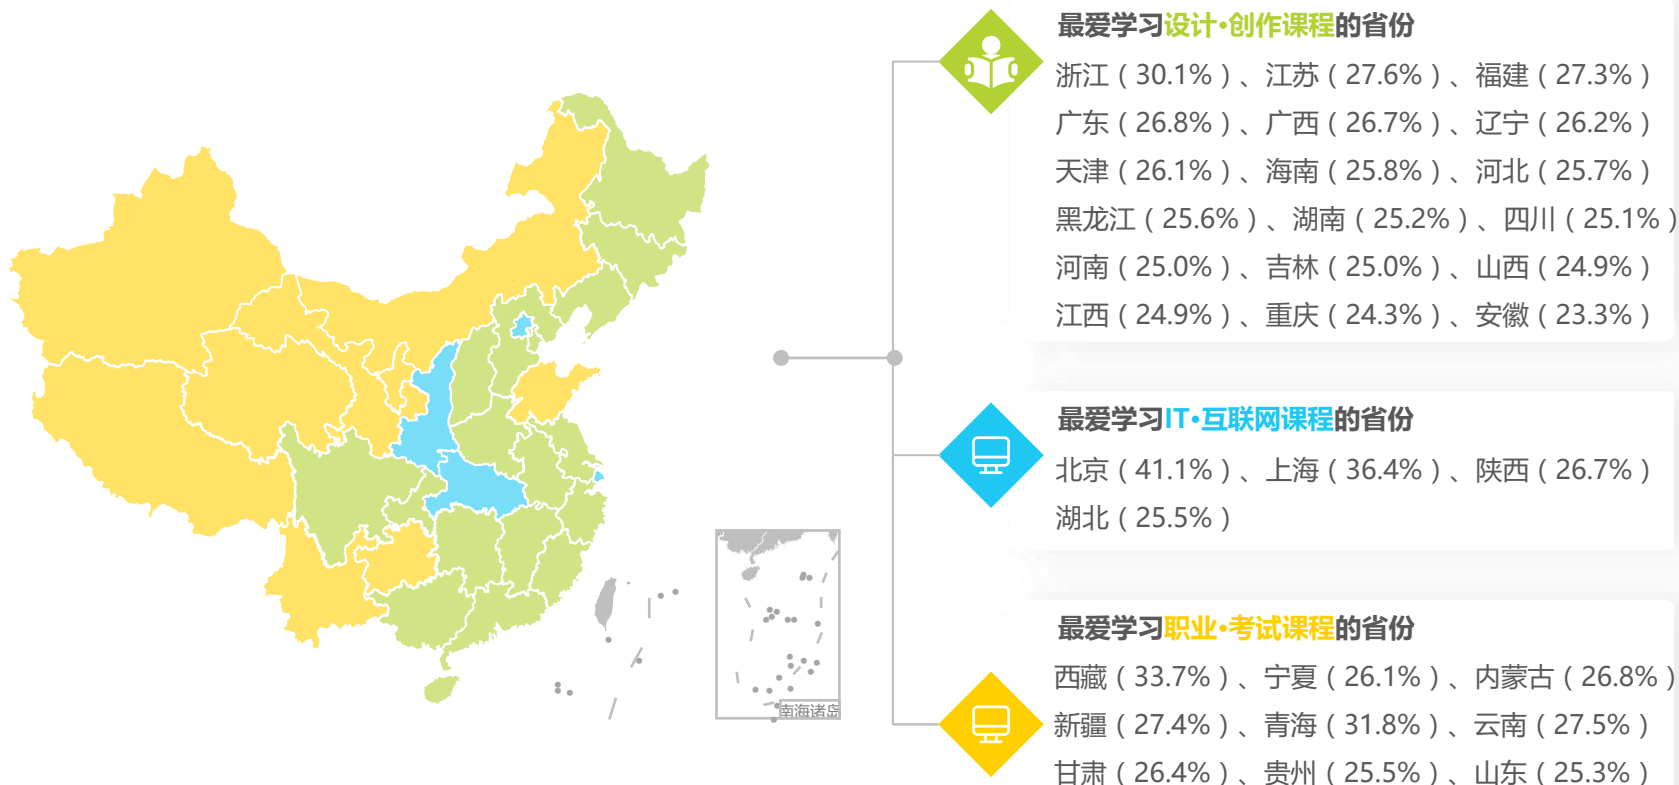 最爱学习设计·创作课程的省份
浙江（30.1%）、江苏（27.6%）、福建（27.3%）
广东（26.8%）、广西（26.7%）、辽宁（26.2%）
天津（26.1%）、海南（25.8%）、河北（25.7%）
黑龙江（25.6%）、湖南（25.2%）、四川（25.1%）
河南（25.0%）、吉林（25.0%）、山西（24.9%）
江西（24.9%）、重庆（24.3%）、安徽（23.3%）
最爱学习IT·互联网课程的省份
北京（41.1%）、上海（36.4%）、陕西（26.7%）
湖北（25.5%）
最爱学习职业·考试课程的省份
西藏（33.7%）、宁夏（26.1%）、内蒙古（26.8%）
新疆（27.4%）、青海（31.8%）、云南（27.5%）
甘肃（26.4%）、贵州（25.5%）、山东（25.3%）
南海诸岛